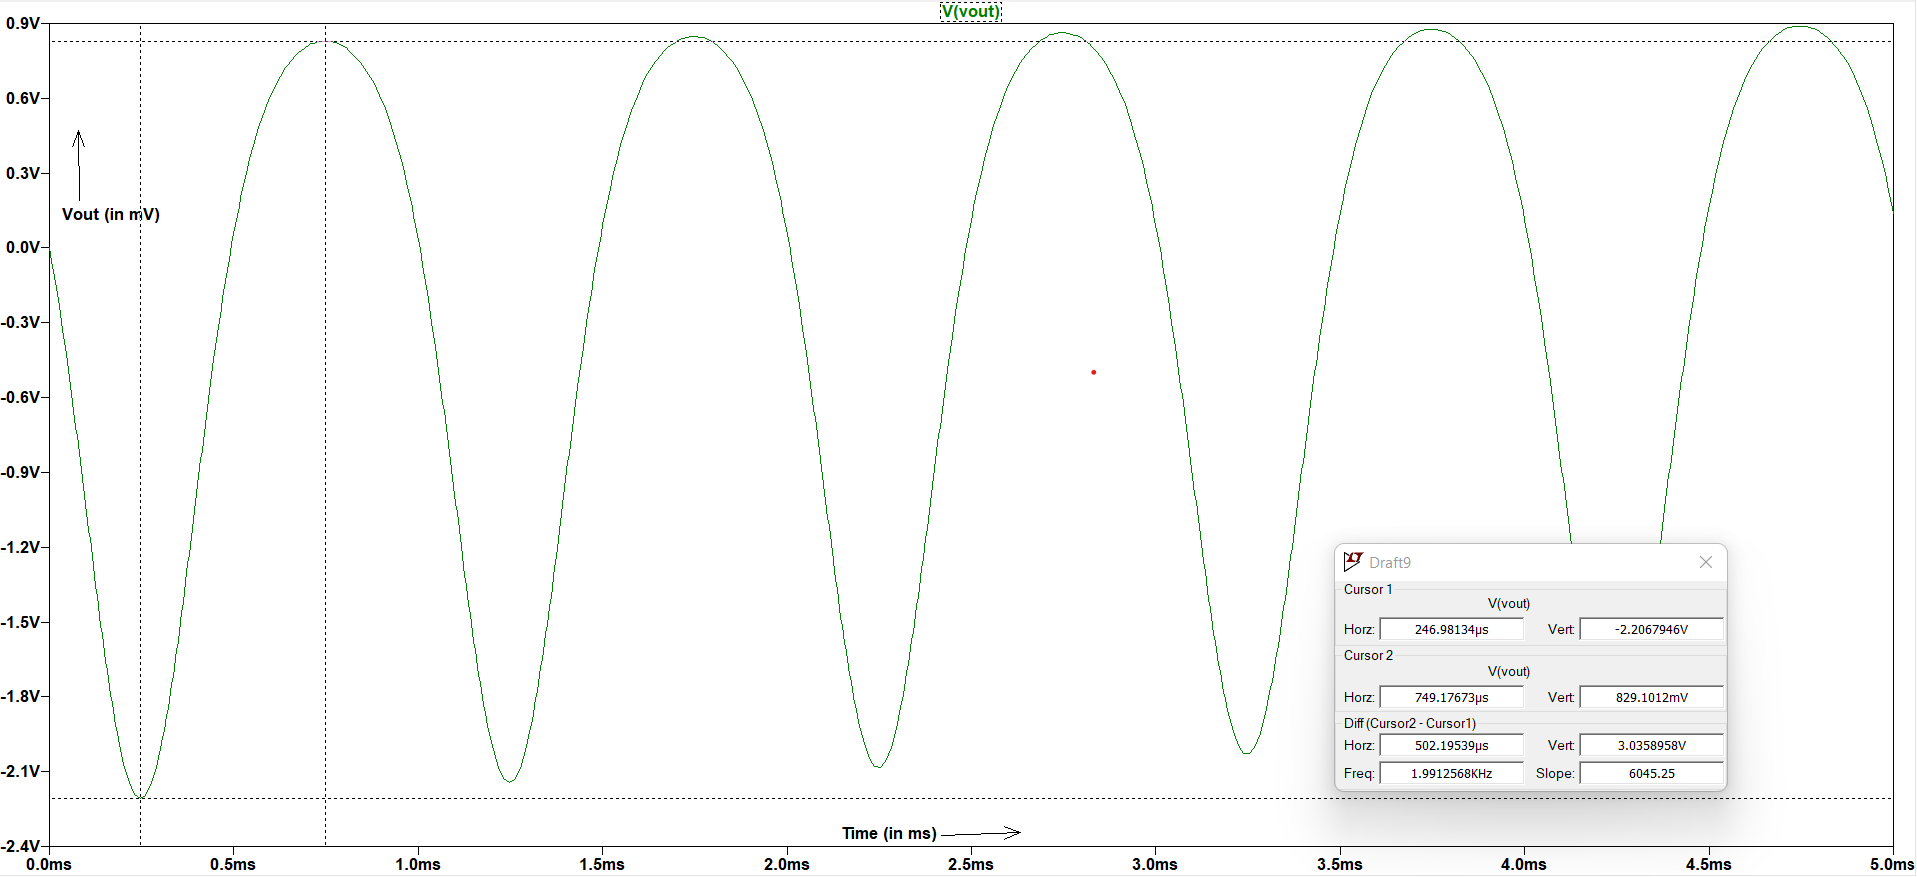 V(vout)
0.9V
0.6V
0.3V
Vout (in mV)
0.0V
-0.3V
-0.6V
-0.9V
-1.2V
-1.5V
-1.8V
-2.1V
-2.4V
Time (in ms)
0.0ms 0.5ms 1.0ms 1.5ms 2.0ms 2.5ms 3.0ms 3.5ms 4.0ms 4.5ms 5.0ms
Draft9
Cursor 1
V(vout)
Horz: 246.98134µs Vert: -2.2067946V
Cursor 2
V(vout)
Horz: 749.17673µs Vert: 829.1012mV
Diff (Cursor2 - Cursor1)
Horz: 502.19539µs Vert: 3.0358958V
Freq: 1.9912568KHz Slope: 6045.25